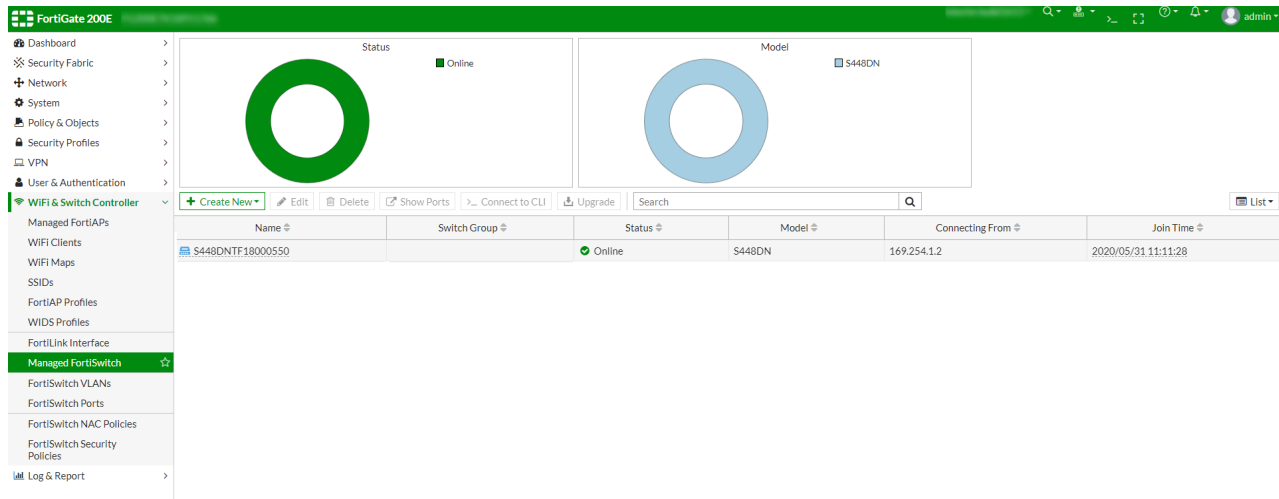 FortiGate 200E
admin
Dashboard
Security Fabric
Network
System
Policy & Objects
Security Profiles
VPN
User & Authentication
WiFi & Switch Controller
Managed FortiAPs
WiFi Clients
WiFi Maps
SSIDs
FortiAP Profiles
WIDS Profiles
FortiLink Interface
Managed FortiSwitch
FortiSwitch VLANs
FortiSwitch Ports
FortiSwitch NAC Policies
FortiSwitch Security
Policies
Log & Report
Status
Online
Model
S448DN
+ Create New Edit Delete Show Ports >_ Connect to CLI Upgrade Search List
Name Switch Group Status Model Connecting From Join Time
S448DNTF18000550 Online S448DN 169.254.1.2 2020/05/31 11:11:28